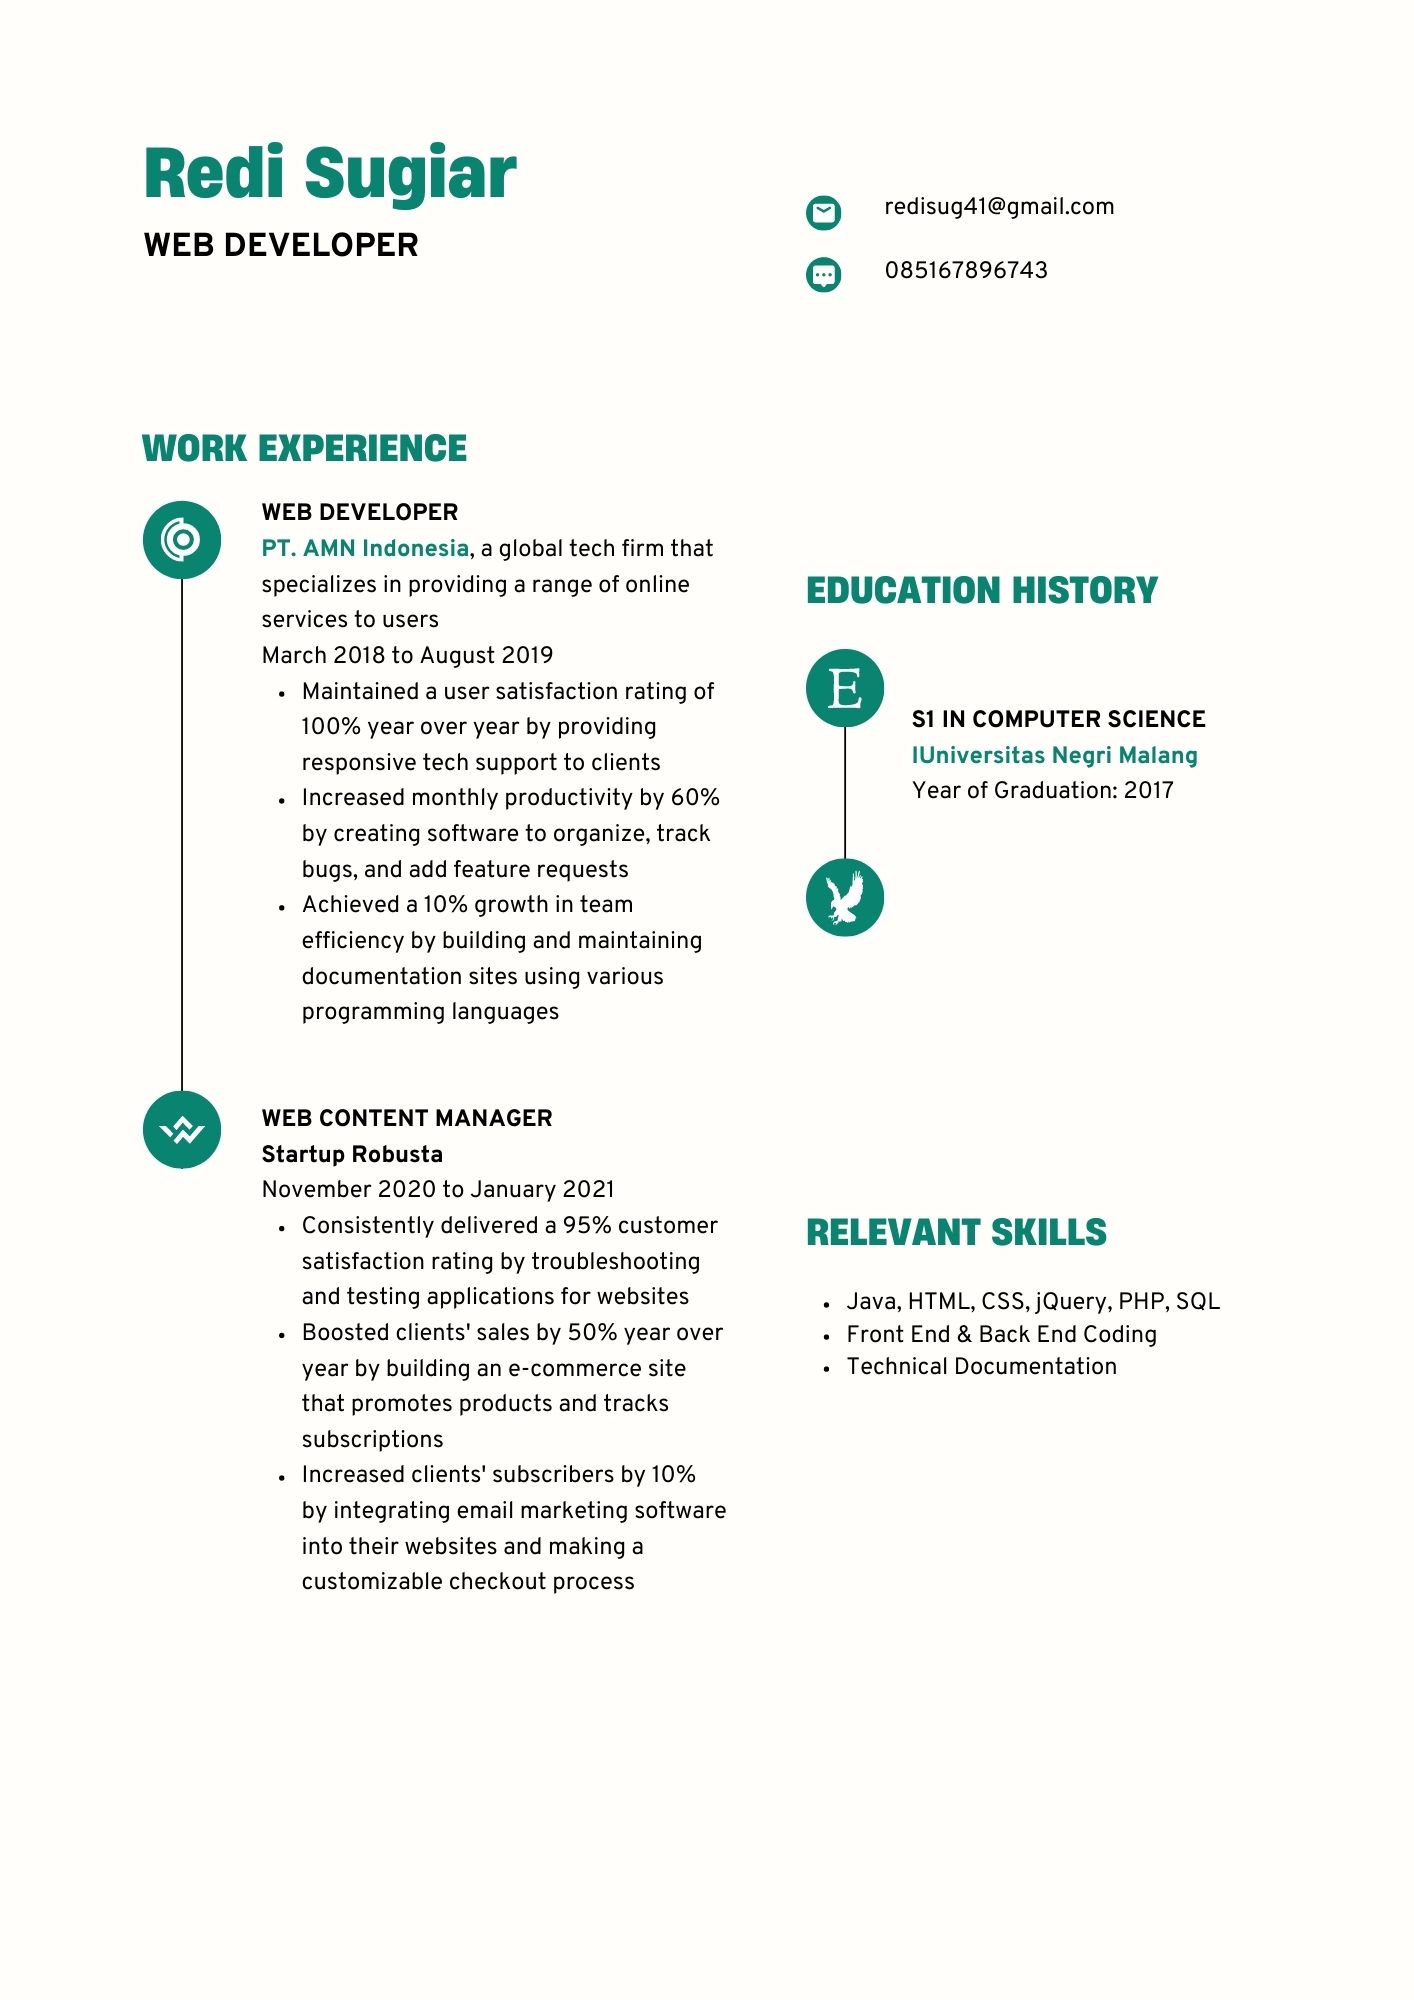 Redi Sugiar
WEB DEVELOPER
redisug41@gmail.com
085167896743
WORK EXPERIENCE
WEB DEVELOPER
PT. AMN Indonesia, a global tech firm that
specializes in providing a range of online
services to users
March 2018 to August 2019
• Maintained a user satisfaction rating of
100% year over year by providing
responsive tech support to clients
• Increased monthly productivity by 60%
by creating software to organize, track
bugs, and add feature requests
• Achieved a 10% growth in team
efficiency by building and maintaining
documentation sites using various
programming languages
WEB CONTENT MANAGER
Startup Robusta
November 2020 to January 2021
• Consistently delivered a 95% customer
satisfaction rating by troubleshooting
and testing applications for websites
• Boosted clients' sales by 50% year over
year by building an e-commerce site
that promotes products and tracks
subscriptions
• Increased clients' subscribers by 10%
by integrating email marketing software
into their websites and making a
customizable checkout process
EDUCATION HISTORY
E
S1 IN COMPUTER SCIENCE
IUniversitas Negri Malang
Year of Graduation: 2017
RELEVANT SKILLS
• Java, HTML, CSS, jQuery, PHP, SQL
• Front End & Back End Coding
• Technical Documentation